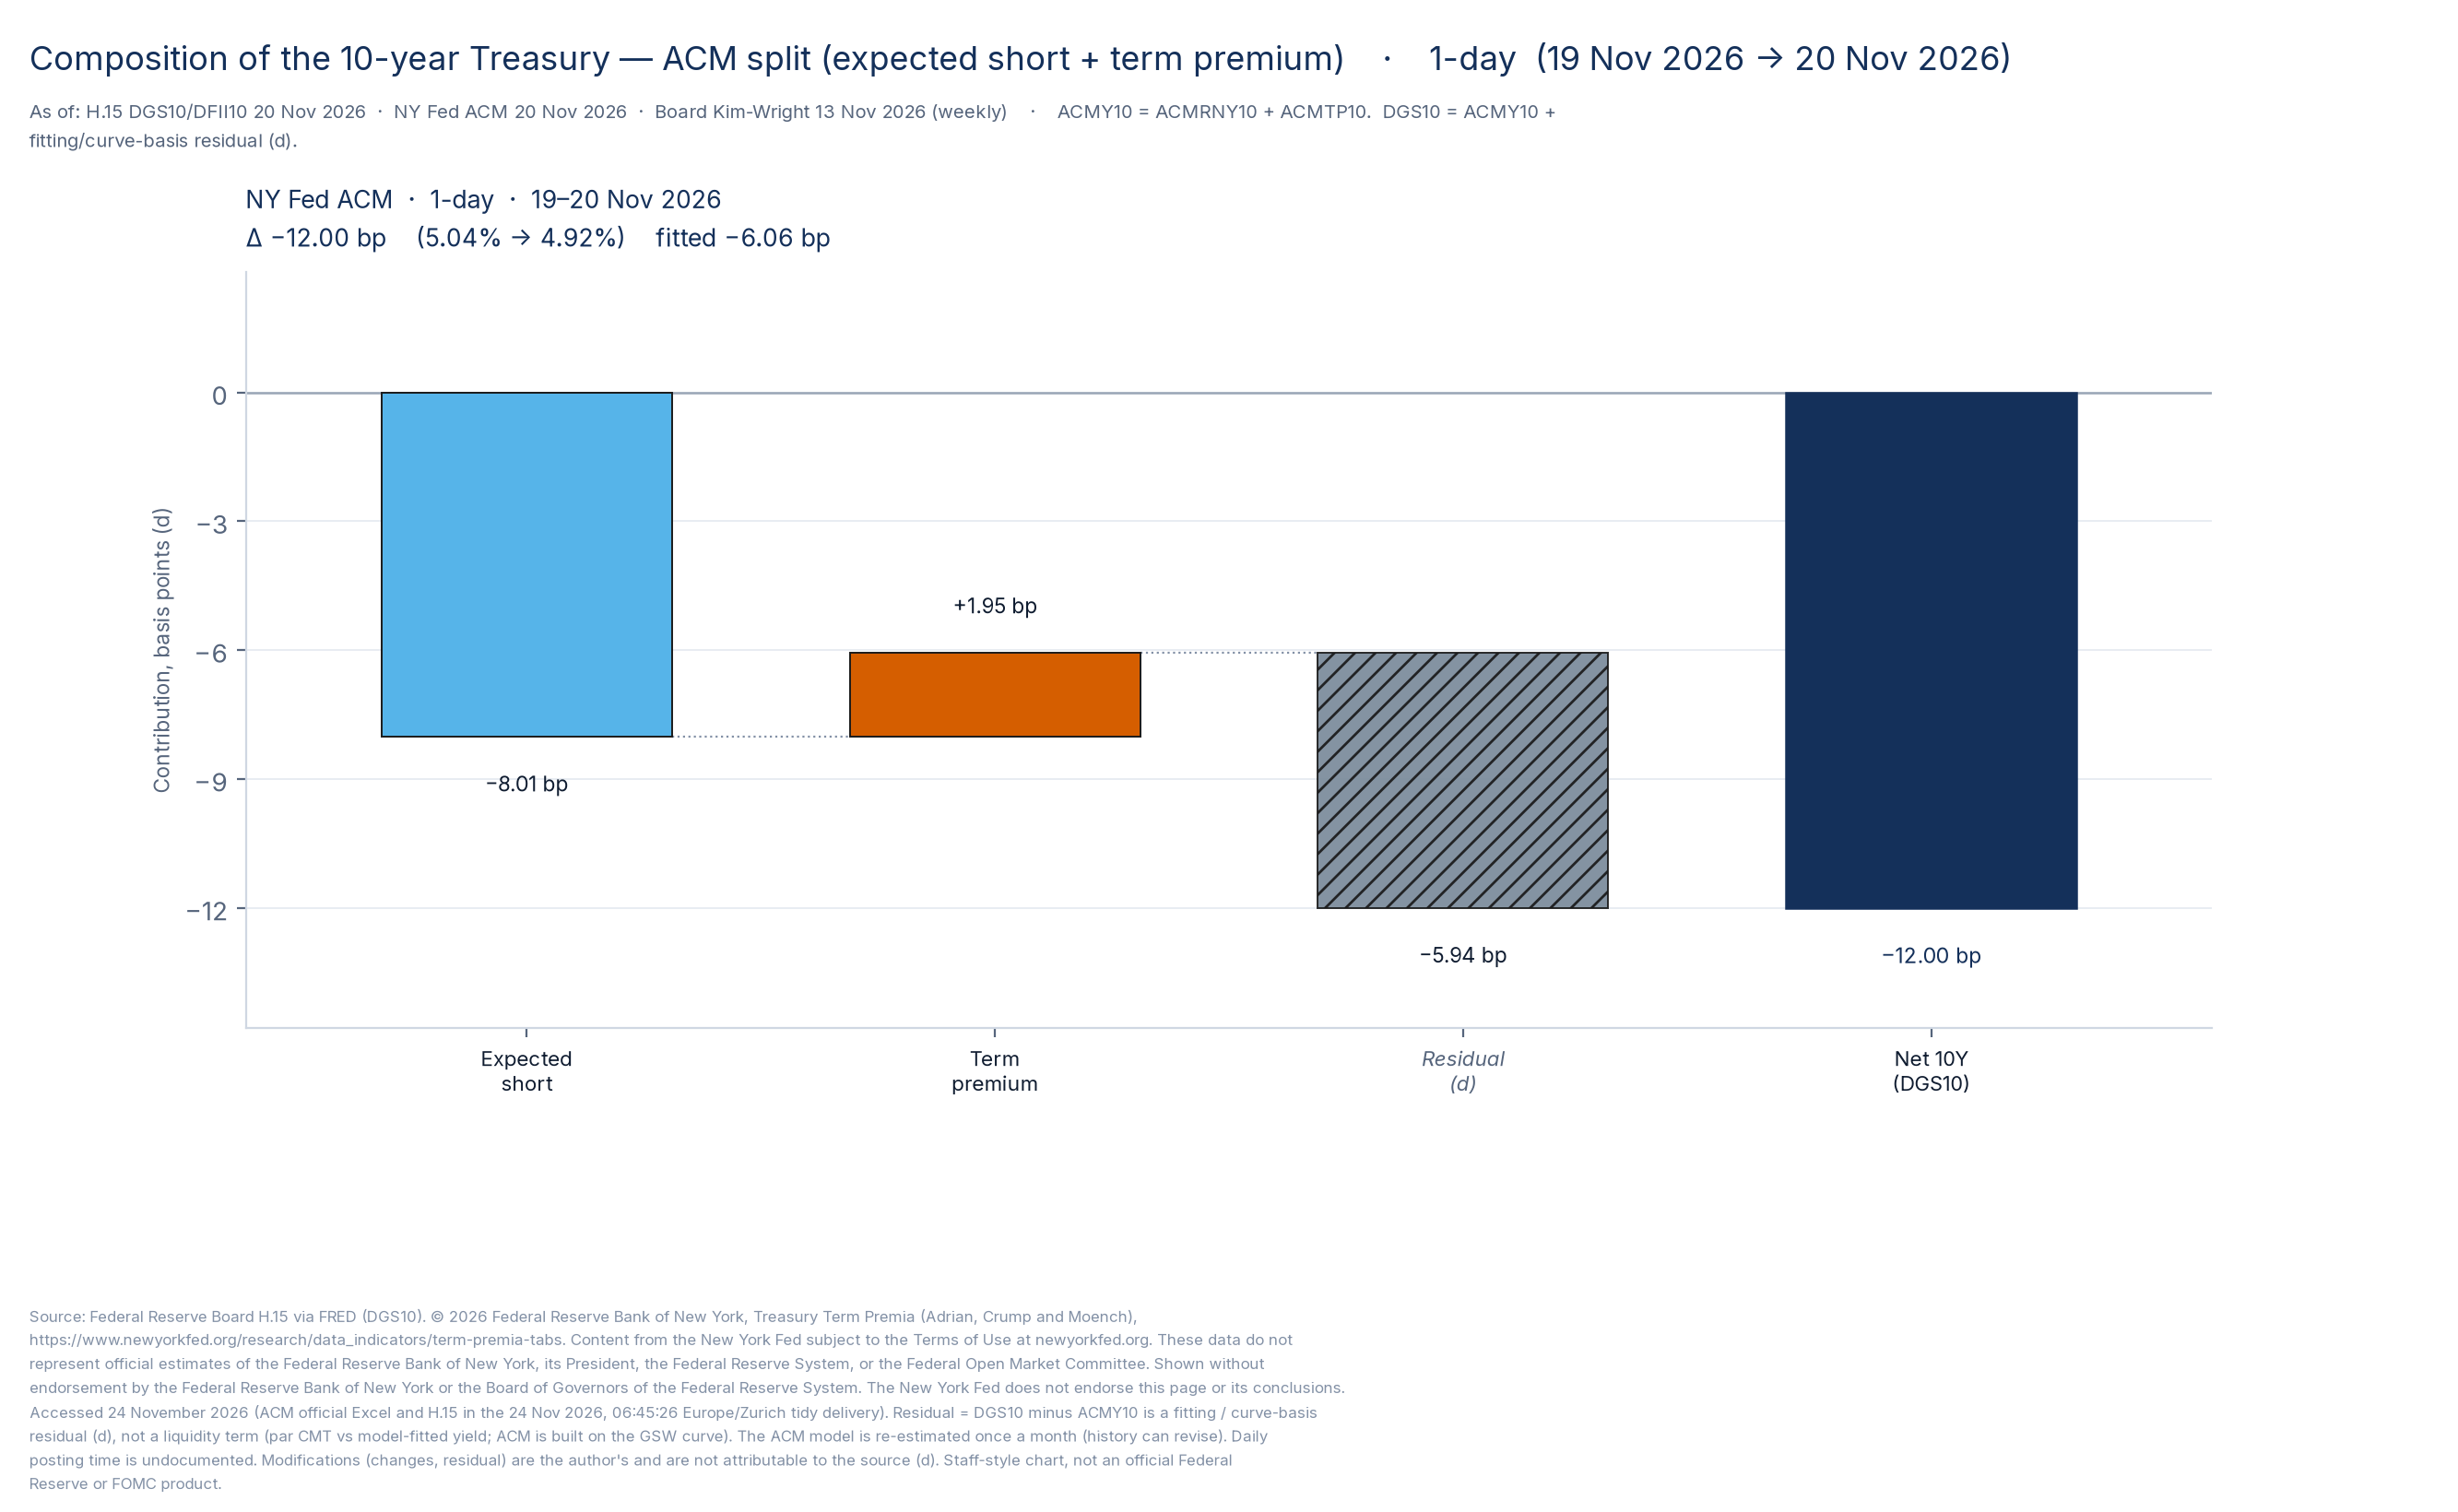 Composition of the 10-year Treasury — ACM split (expected short + term premium) · 1-day (19 Nov 2026 → 20 Nov 2026)
As of: H.15 DGS10/DFII10 20 Nov 2026 · NY Fed ACM 20 Nov 2026 · Board Kim-Wright 13 Nov 2026 (weekly) · ACMY10 = ACMRNY10 + ACMTP10. DGS10 = ACMY10 +
fitting/curve-basis residual (d).
NY Fed ACM · 1-day · 19–20 Nov 2026
Δ −12.00 bp (5.04% → 4.92%) fitted −6.06 bp
Contribution, basis points (d)
0
−3
−6
−9
−12
−8.01 bp
+1.95 bp
−5.94 bp
−12.00 bp
Expected
short
Term
premium
Residual
(d)
Net 10Y
(DGS10)
Source: Federal Reserve Board H.15 via FRED (DGS10). © 2026 Federal Reserve Bank of New York, Treasury Term Premia (Adrian, Crump and Moench),
https://www.newyorkfed.org/research/data_indicators/term-premia-tabs. Content from the New York Fed subject to the Terms of Use at newyorkfed.org. These data do not
represent official estimates of the Federal Reserve Bank of New York, its President, the Federal Reserve System, or the Federal Open Market Committee. Shown without
endorsement by the Federal Reserve Bank of New York or the Board of Governors of the Federal Reserve System. The New York Fed does not endorse this page or its conclusions.
Accessed 24 November 2026 (ACM official Excel and H.15 in the 24 Nov 2026, 06:45:26 Europe/Zurich tidy delivery). Residual = DGS10 minus ACMY10 is a fitting / curve-basis
residual (d), not a liquidity term (par CMT vs model-fitted yield; ACM is built on the GSW curve). The ACM model is re-estimated once a month (history can revise). Daily
posting time is undocumented. Modifications (changes, residual) are the author's and are not attributable to the source (d). Staff-style chart, not an official Federal
Reserve or FOMC product.